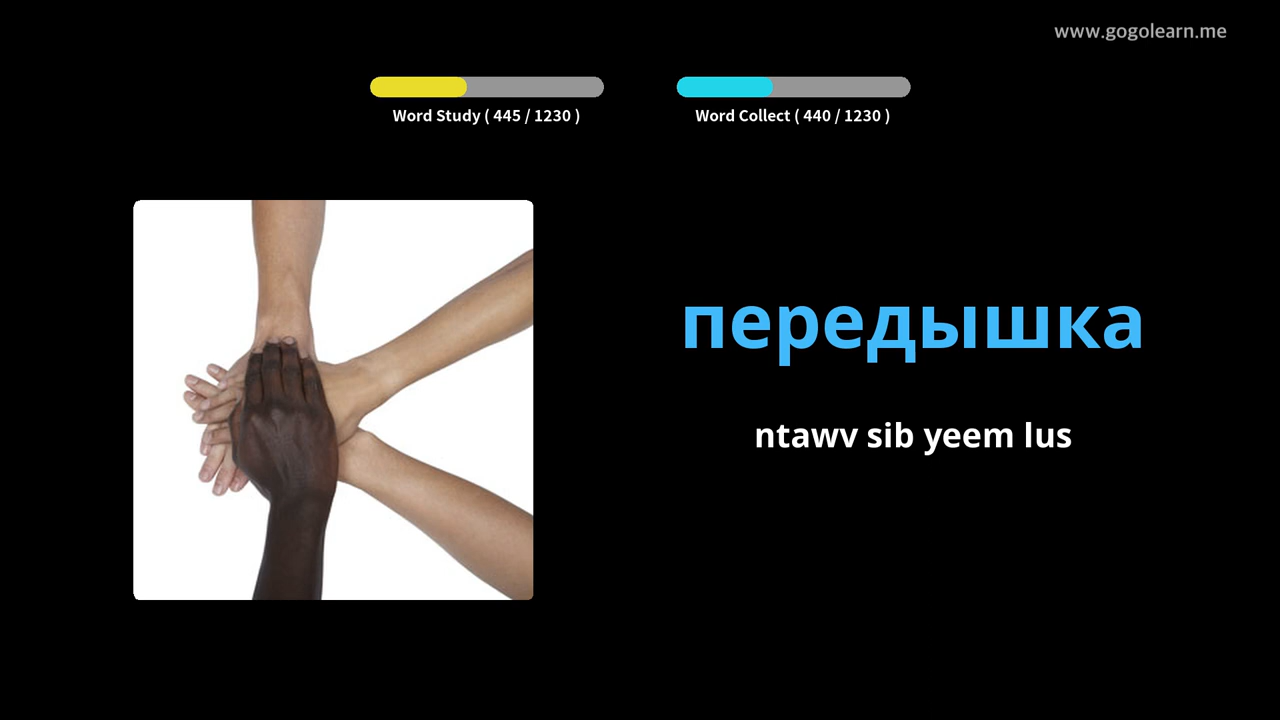 www.gogolearn.me
Word Study ( 445 / 1230 )
Word Collect ( 440 / 1230 )
передышка
ntawv sib yeem lus